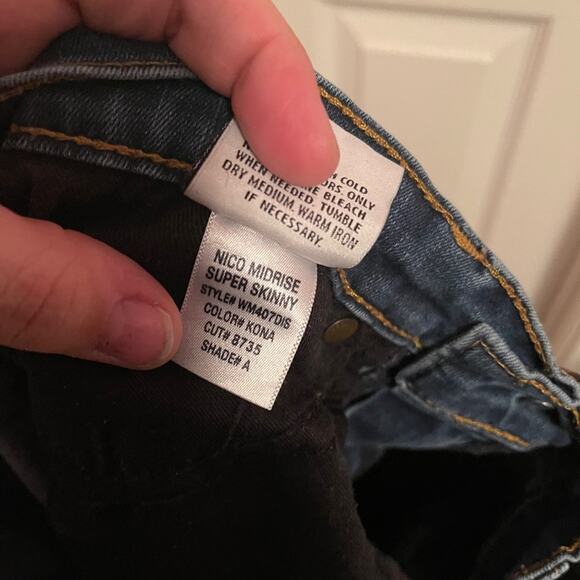 COLD
ORS. ONLY
WHEN NEEDED. TUMBLE
DRY MEDIUM. WARM IRON
IF NECESSARY.
NICO MIDRISE
SUPER SKINNY
STYLE# WM407DIS
COLOR# KONA
CUT# 8735
SHADE# A